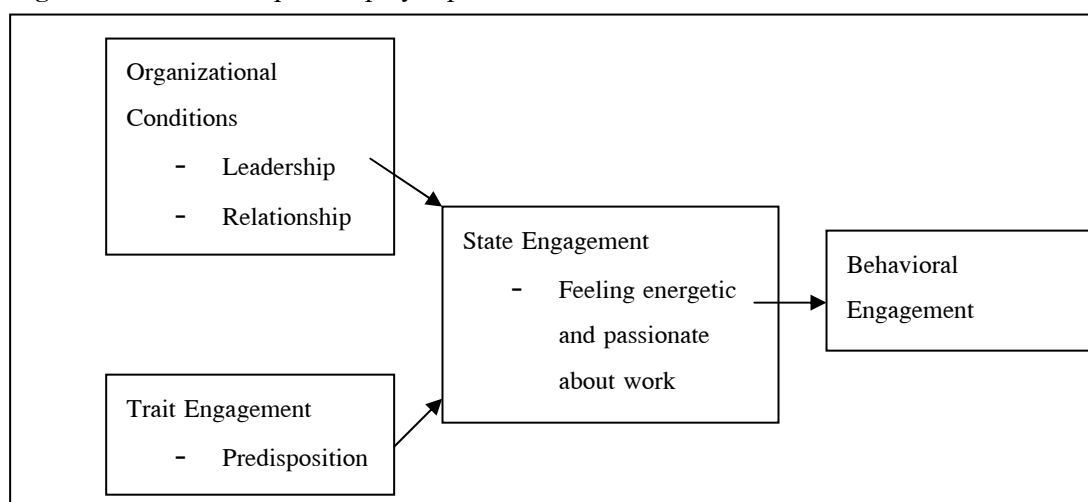 Organizational
Conditions
- Leadership
- Relationship
State Engagement
- Feeling energetic
and passionate
about work
Behavioral
Engagement
Trait Engagement
- Predisposition